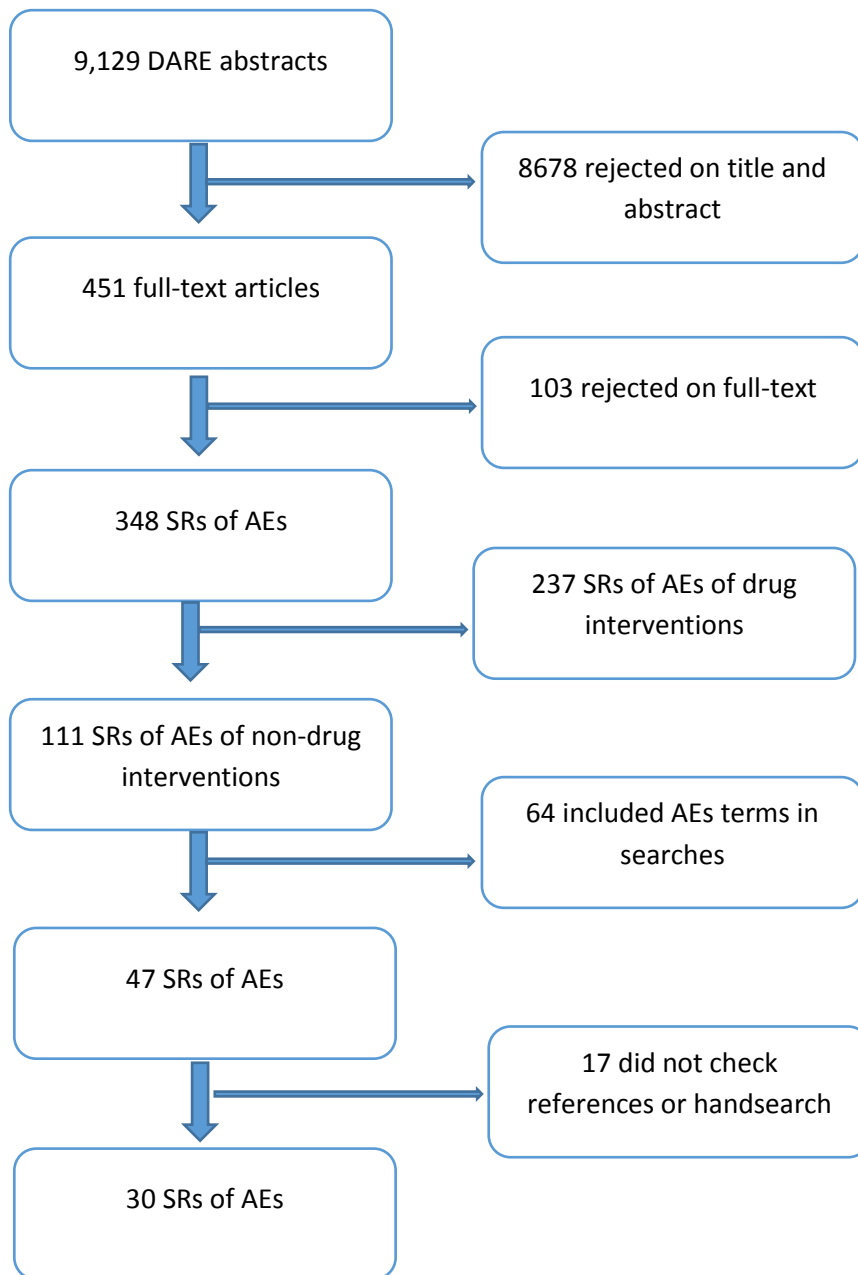 9,129 DARE abstracts
8678 rejected on title and
abstract
451 full-text articles
103 rejected on full-text
348 SRs of AEs
237 SRs of AEs of drug
interventions
111 SRs of AEs of non-drug
interventions
64 included AEs terms in
searches
47 SRs of AEs
17 did not check
references or handsearch
30 SRs of AEs